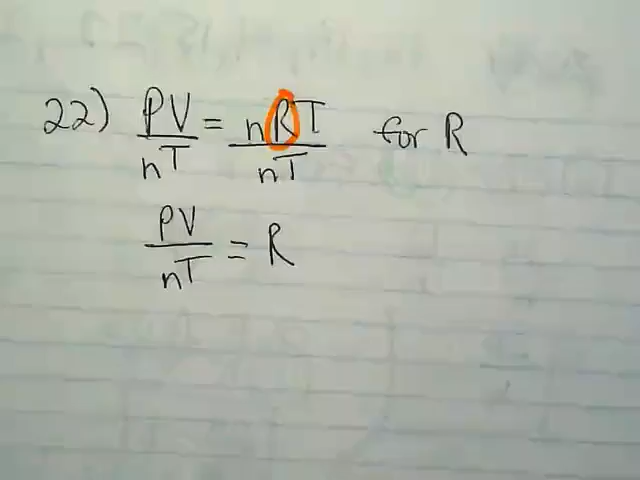 22) PV/nT = nRT/nT for R
PV/nT = R